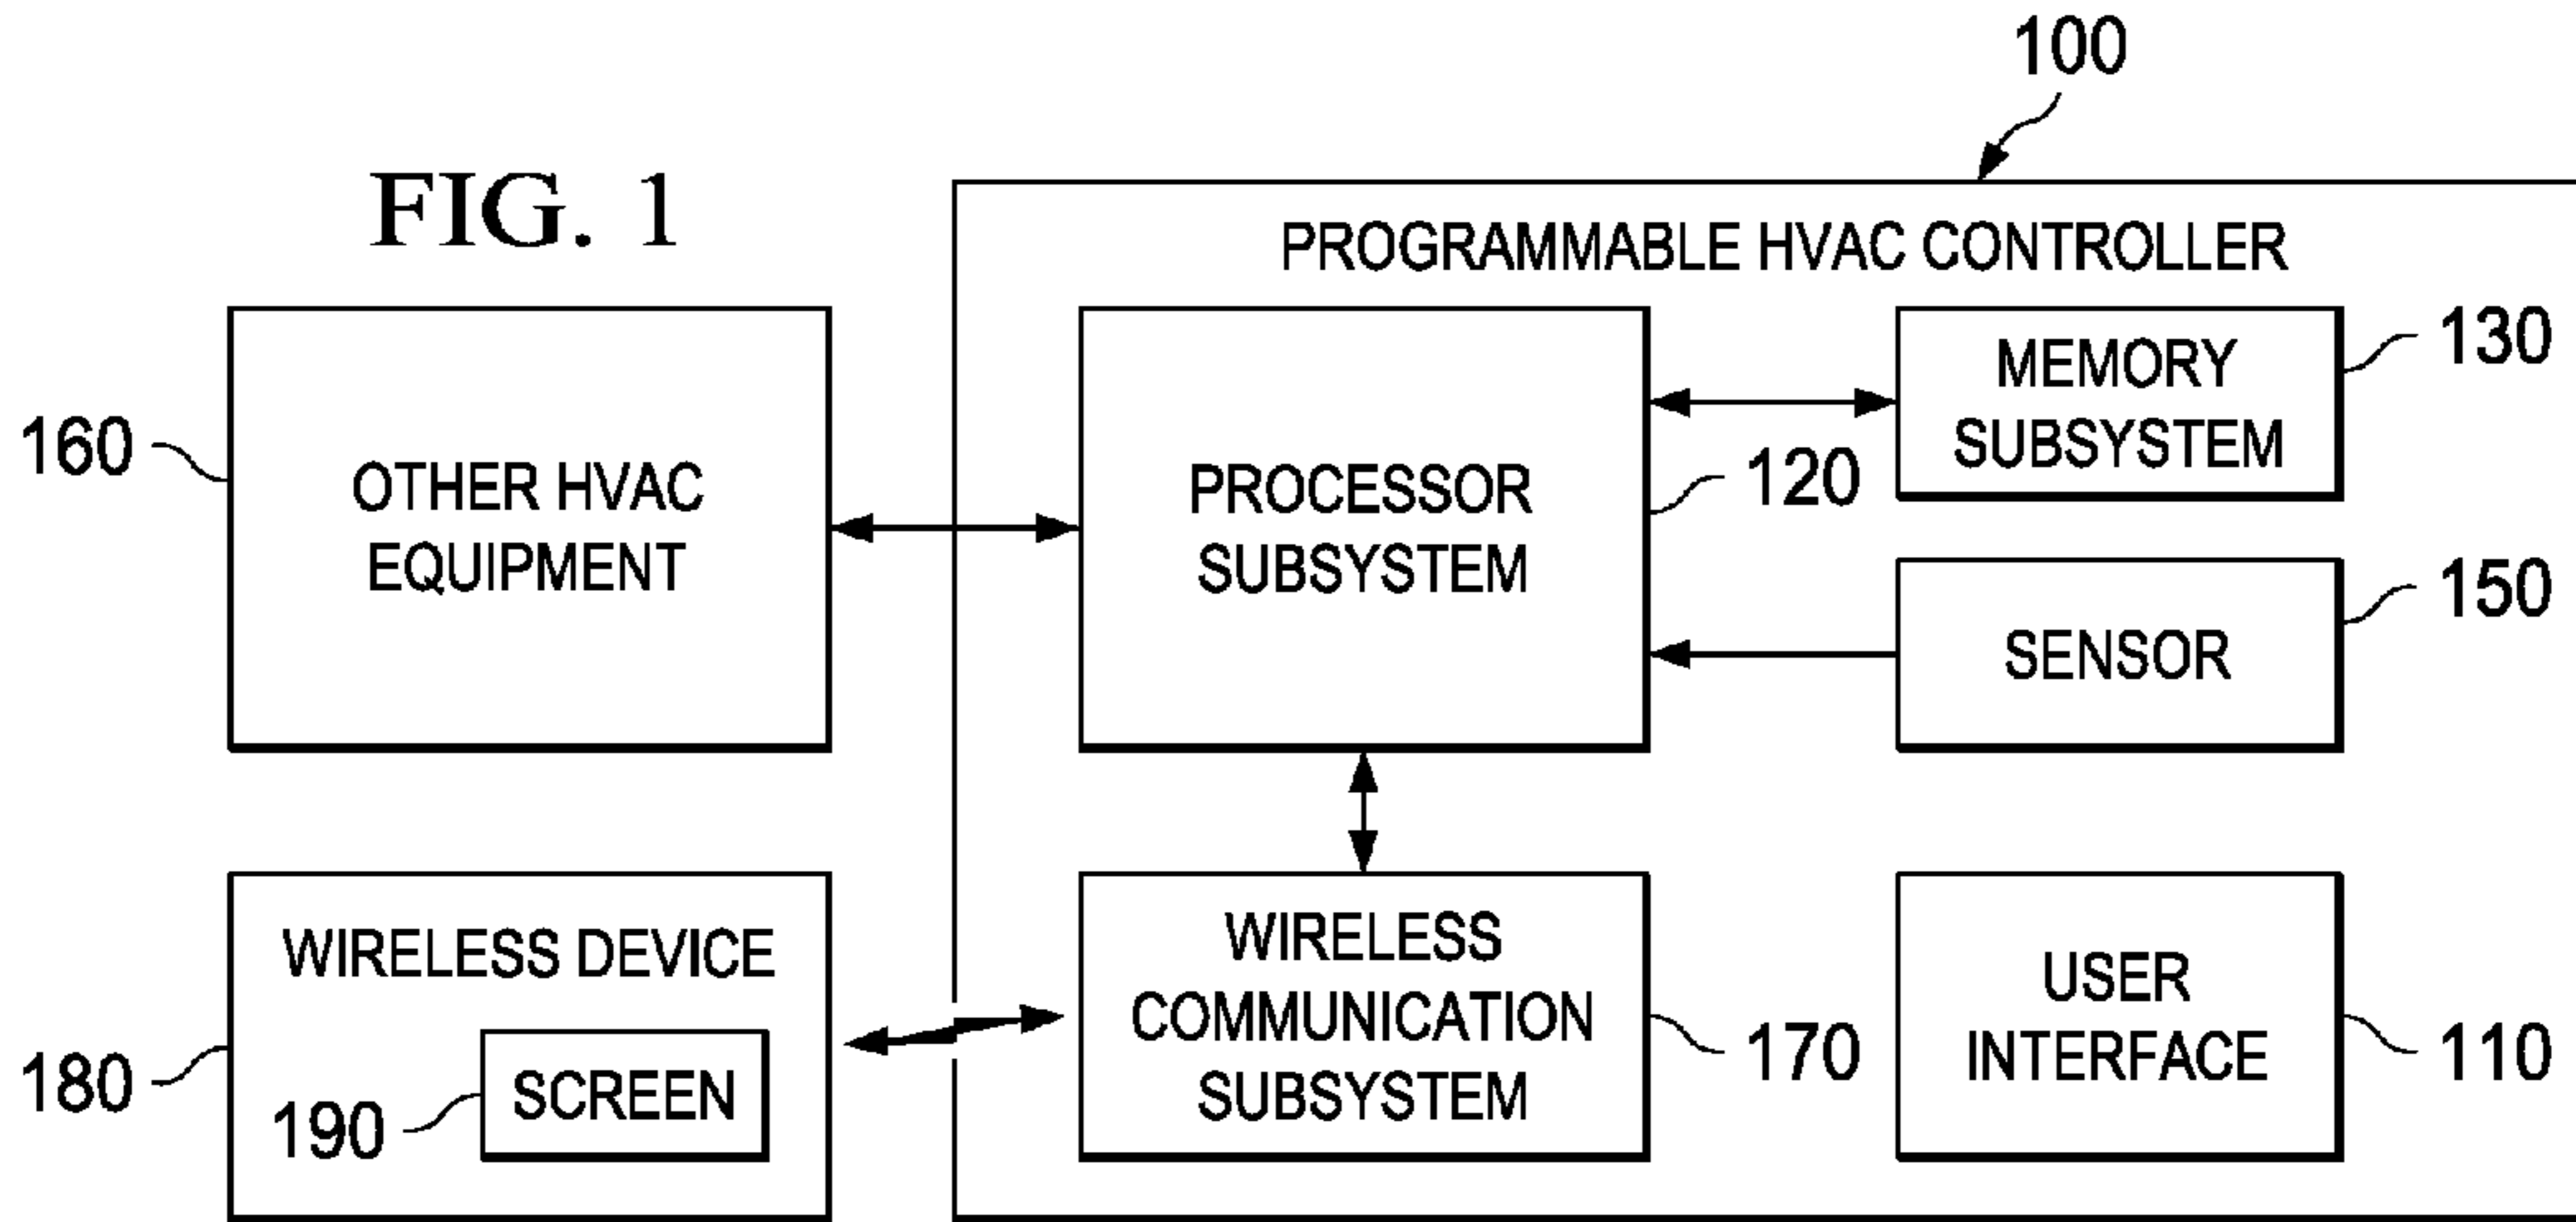 100
FIG. 1
PROGRAMMABLE HVAC CONTROLLER
160
OTHER HVAC
EQUIPMENT
PROCESSOR
SUBSYSTEM
120
MEMORY
SUBSYSTEM
130
SENSOR
150
180
WIRELESS DEVICE
190
SCREEN
WIRELESS
COMMUNICATION
SUBSYSTEM
170
USER
INTERFACE
110